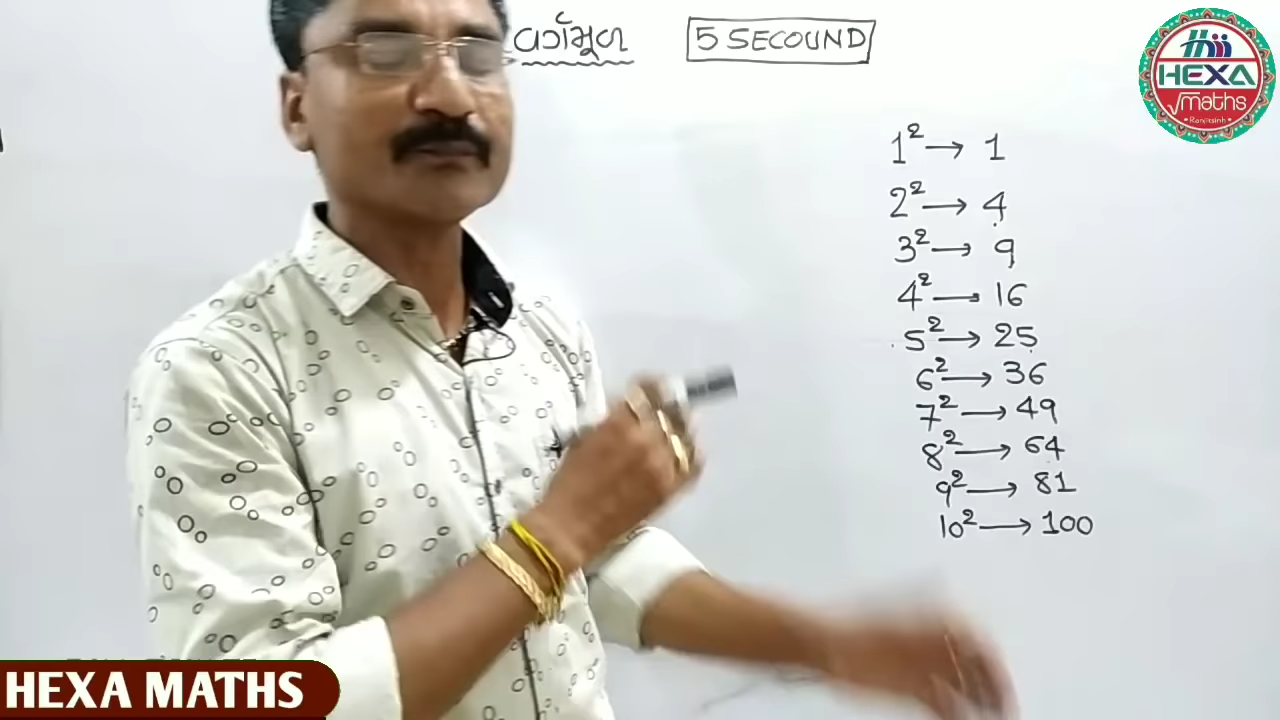 વર્ગમૂળ 5 SECOUND
HEXA
√maths
Ranjitsinh
1² → 1
2² → 4
3² → 9
4² → 16
5² → 25
6² → 36
7² → 49
8² → 64
9² → 81
10² → 100
HEXA MATHS